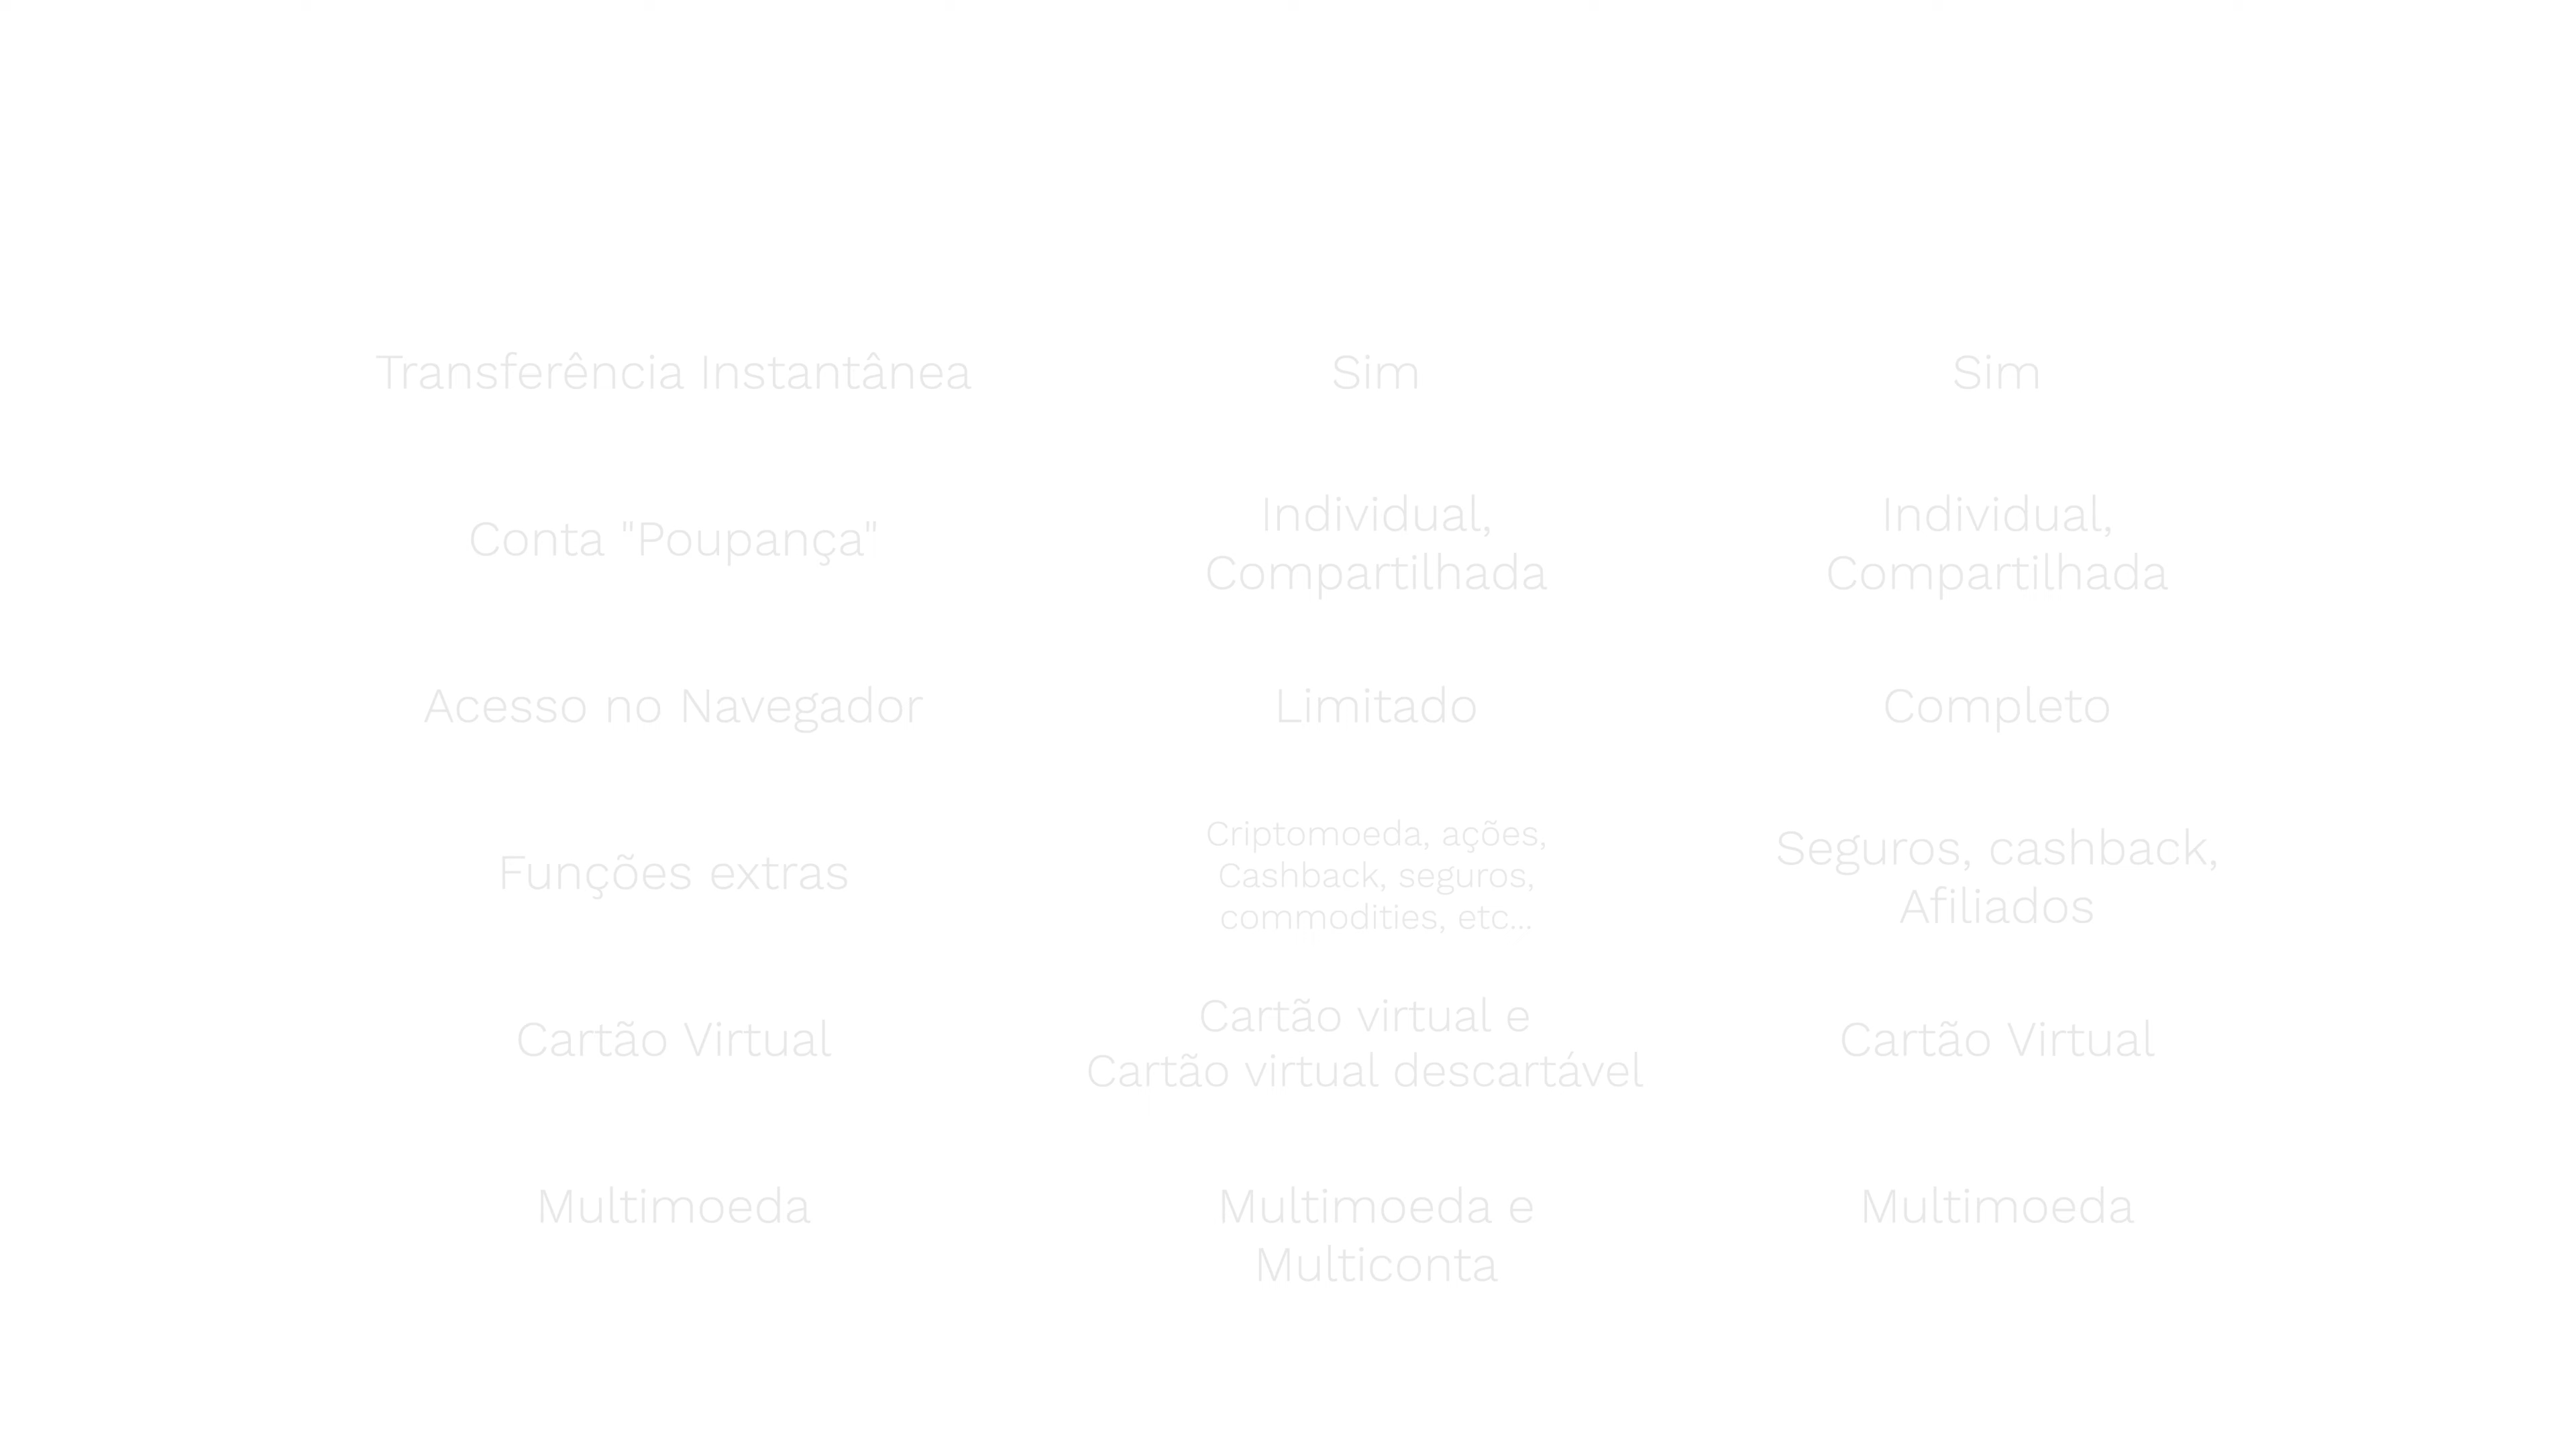 Transferência Instantânea
Sim
Sim
Conta "Poupança"
Individual,
Compartilhada
Individual,
Compartilhada
Acesso no Navegador
Limitado
Completo
Funções extras
Criptomoeda, ações,
Cashback, seguros,
commodities, etc...
Seguros, cashback,
Afiliados
Cartão Virtual
Cartão virtual e
Cartão virtual descartável
Cartão Virtual
Multimoeda
Multimoeda e
Multiconta
Multimoeda